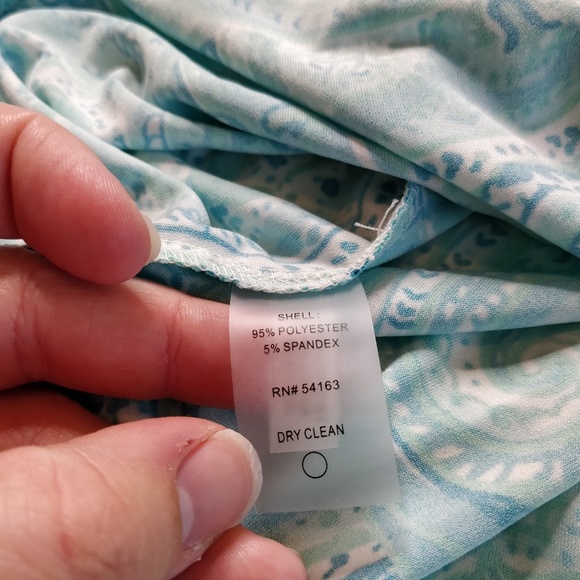 SHELL:
95% POLYESTER
5% SPANDEX
RN# 54163
DRY CLEAN